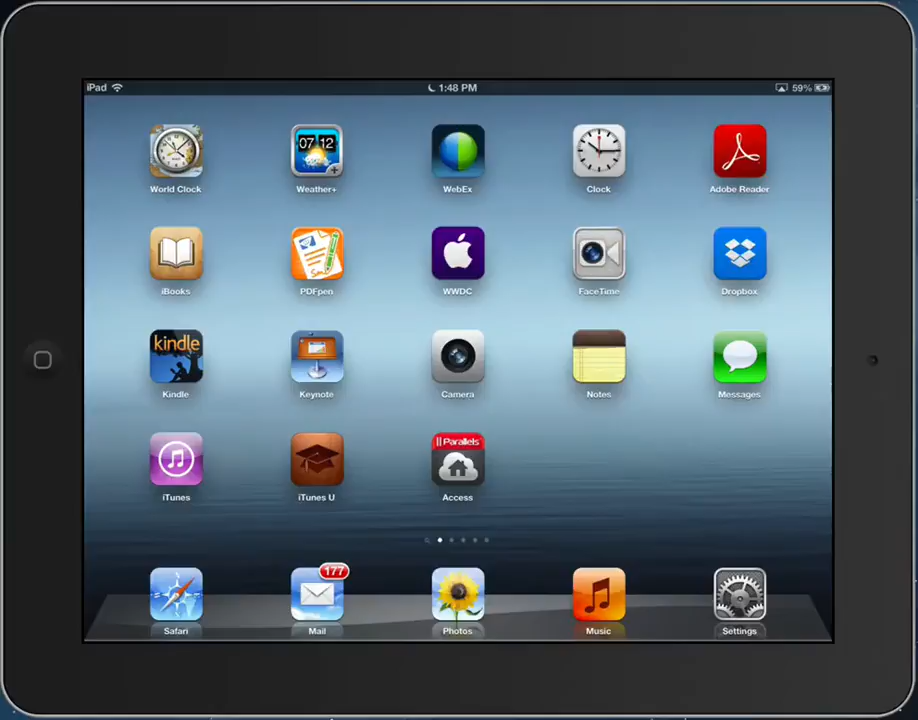 iPad 1:48 PM 59%
World Clock Weather+ WebEx Clock Adobe Reader
07 12
iBooks PDFpen WWDC FaceTime Dropbox
kindle
Kindle Keynote Camera Notes Messages
|| Parallels
iTunes iTunes U Access
177
Safari Mail Photos Music Settings